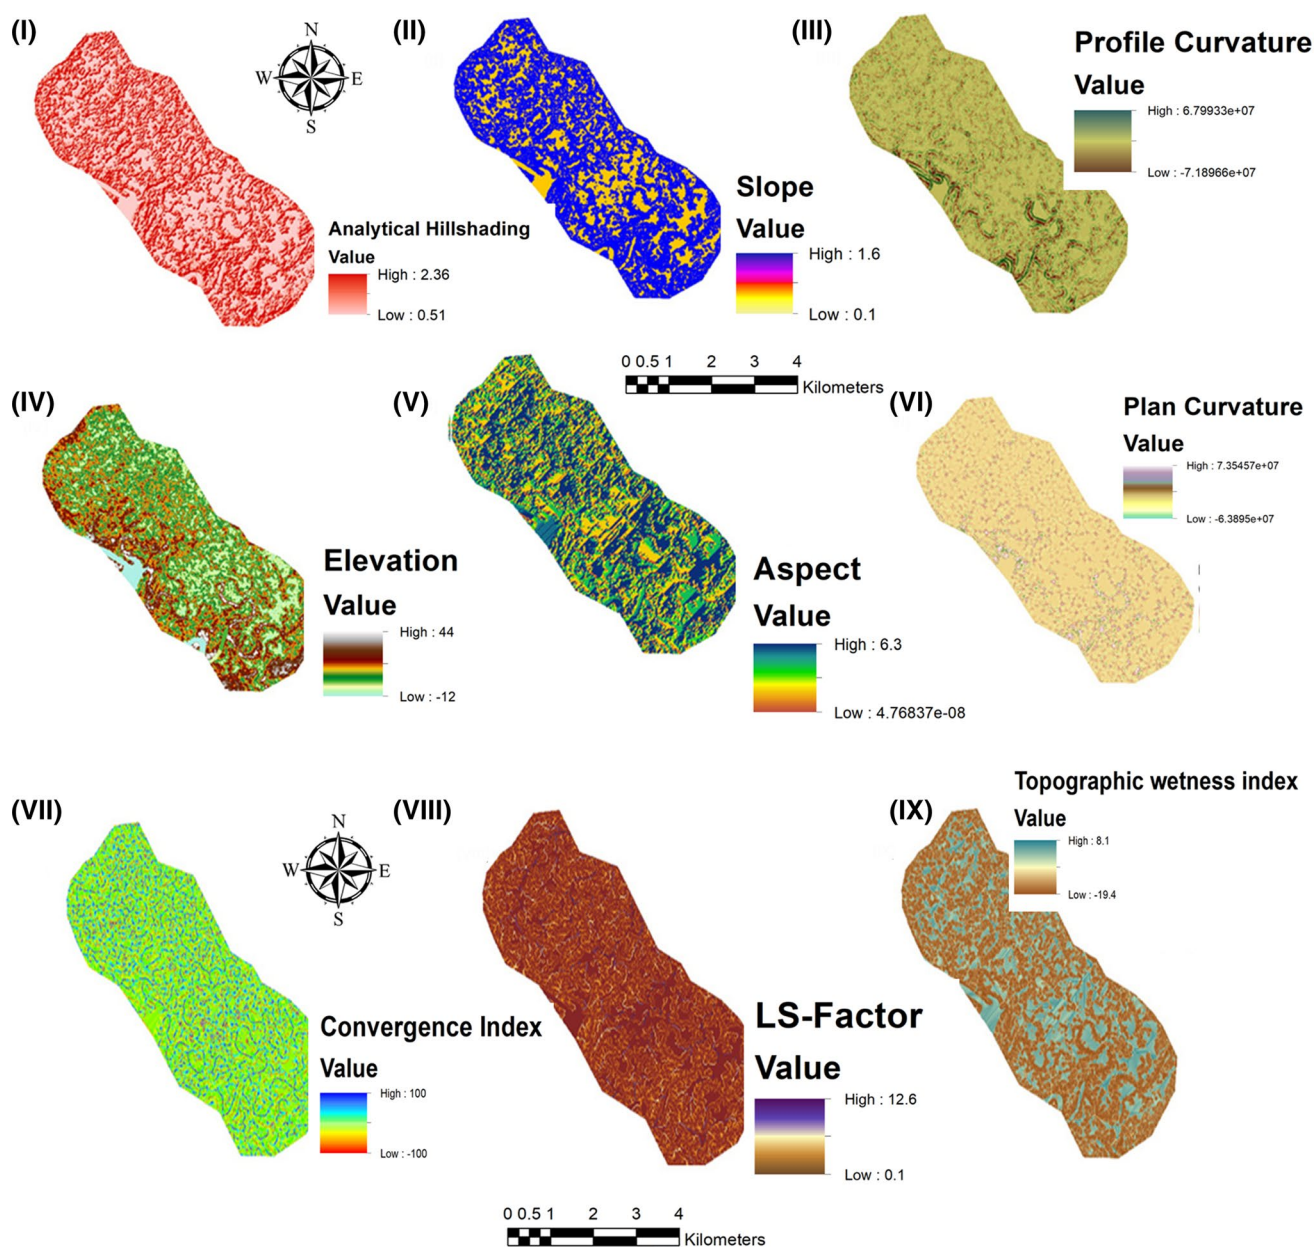 (I)
N
W E
S
Analytical Hillshading
Value
High : 2.36
Low : 0.51
(II)
Slope
Value
High : 1.6
Low : 0.1
(III)
Profile Curvature
Value
High : 6.79933e+07
Low : -7.18966e+07
0 0.5 1 2 3 4
Kilometers
(IV)
Elevation
Value
High : 44
Low : -12
(V)
Aspect
Value
High : 6.3
Low : 4.76837e-08
(VI)
Plan Curvature
Value
High : 7.35457e+07
Low : -6.3895e+07
(VII)
N
W E
S
Convergence Index
Value
High : 100
Low : -100
(VIII)
LS-Factor
Value
High : 12.6
Low : 0.1
(IX)
Topographic wetness index
Value
High : 8.1
Low : -19.4
0 0.5 1 2 3 4
Kilometers